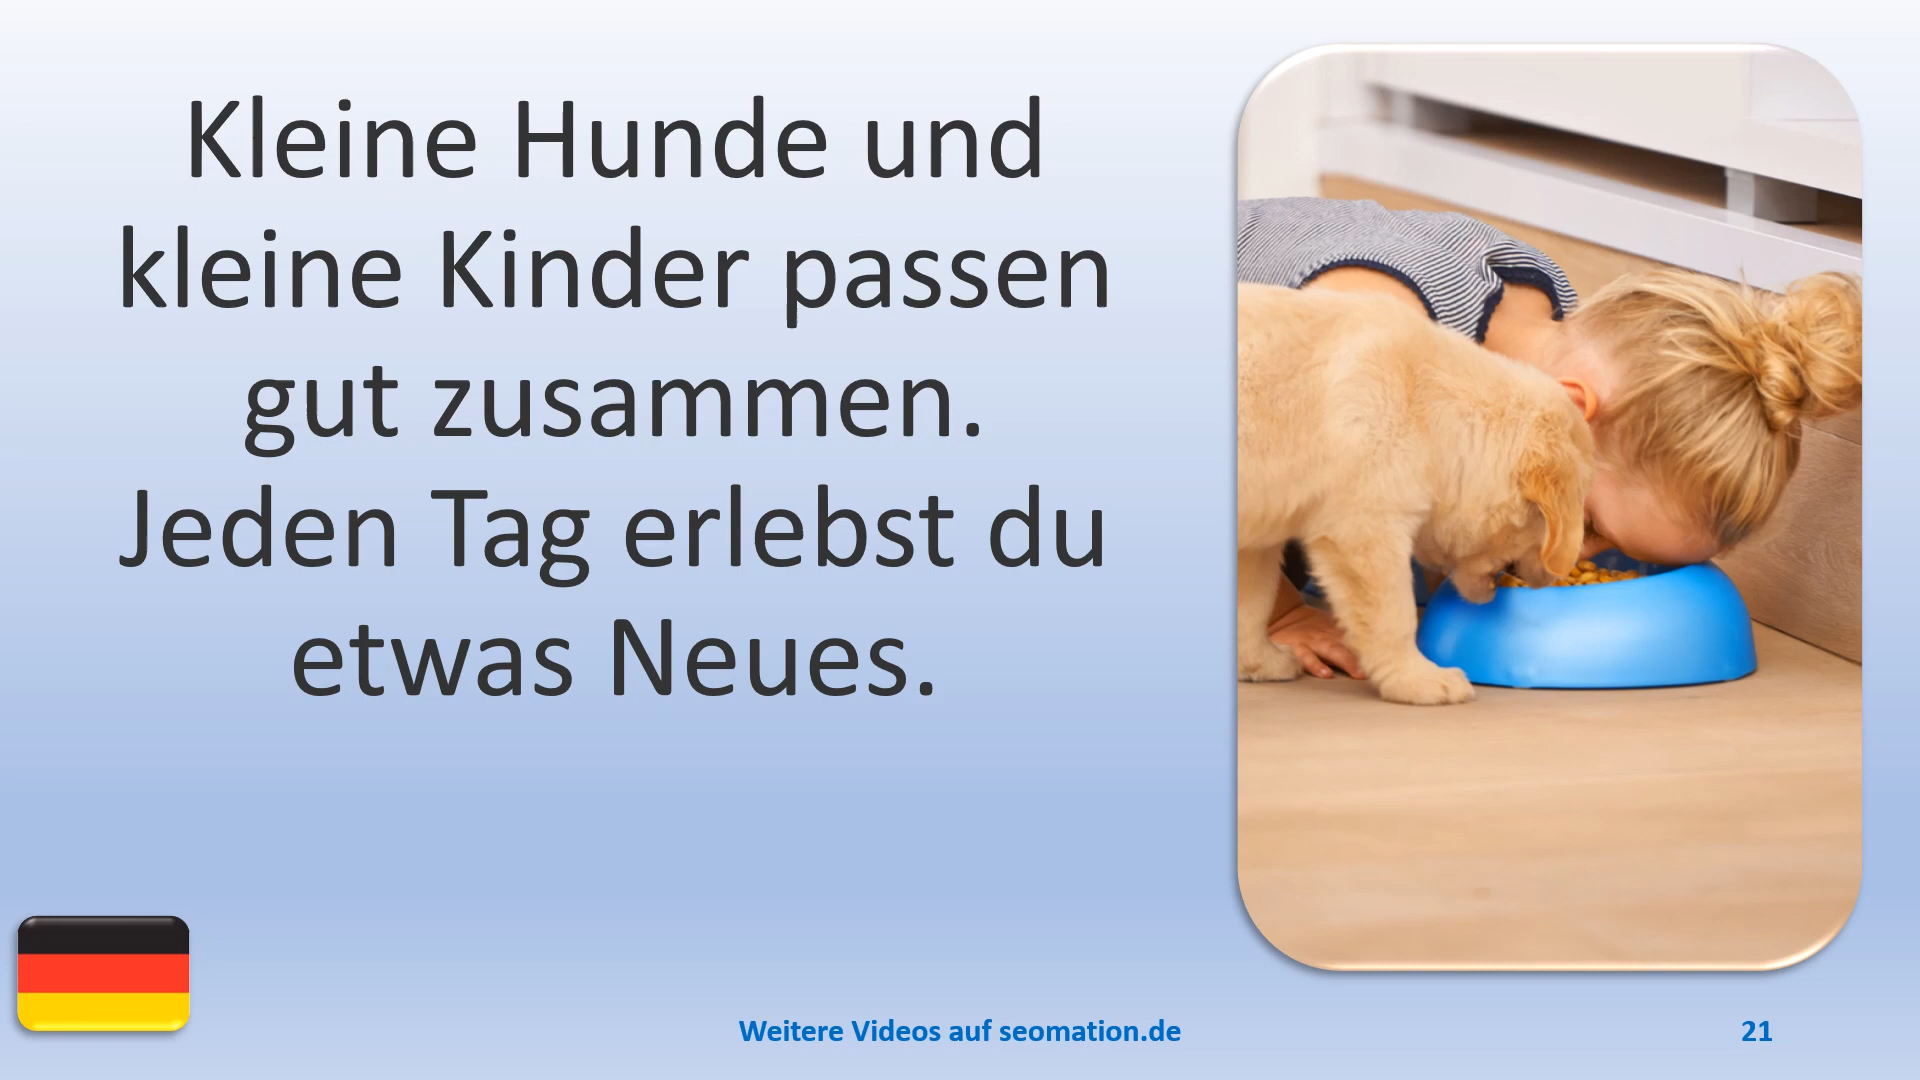 Kleine Hunde und
kleine Kinder passen
gut zusammen.
Jeden Tag erlebst du
etwas Neues.
Weitere Videos auf seomation.de
21